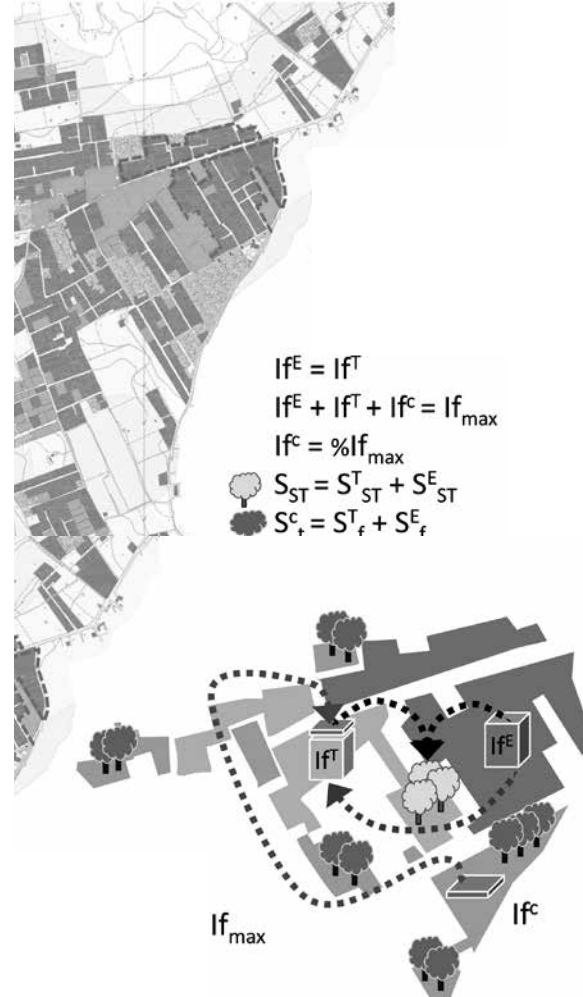 If^E = If^T
If^E + If^T + If^c = If_max
If^c = %If_max
S_ST = S^T_ST + S^E_ST
S^c_t = S^T_f + S^E_f
If^T
If^E
If_max
If^c